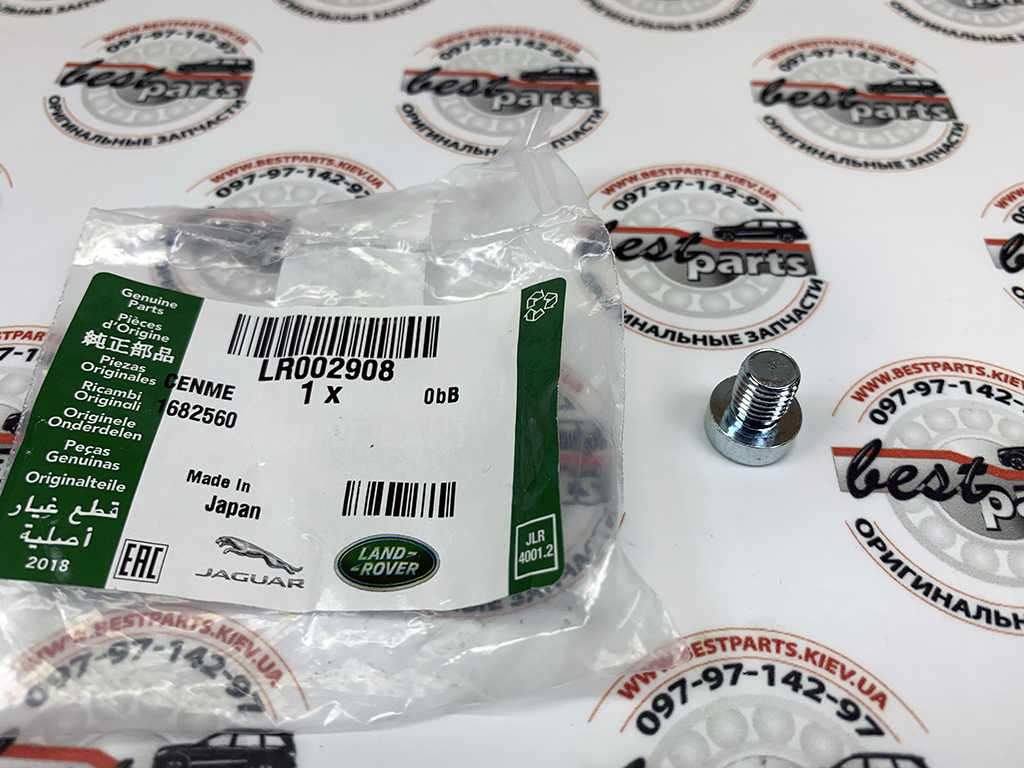 Genuine
Parts
Pièces
d'Origine
純正部品
Piezas
Originales
Ricambi
Originali
Originele
Onderdelen
Peças
Genuínas
Originalteile
قطع غيار
أصلية
2018
LR002908
CENME
1 X
0bB
1682560
Made In
Japan
EAC
JAGUAR
LAND-
-ROVER
JLR
4001.2
097-97-142-97
best
parts
ОРИГИНАЛЬНЫЕ ЗАПЧАСТИ
097-97-142-97
best
parts
097-97-142-97
best
parts
ОРИГИНАЛЬНЫЕ ЗАПЧАСТИ
WWW.BESTPARTS.KIEV.UA
097-97-142-97
WWW.BESTPARTS.KIEV.UA
097-97-142-97
best
parts
ОРИГИНАЛЬНЫЕ ЗАПЧАСТИ
WWW.BESTPARTS.KIEV.UA
097-97-142-97
best
ОРИГИНАЛЬНЫЕ
BESTPARTS.KIEV.UA
097-97-142-97
WWW.BESTPARTS.KIEV.UA
097-97-142-97